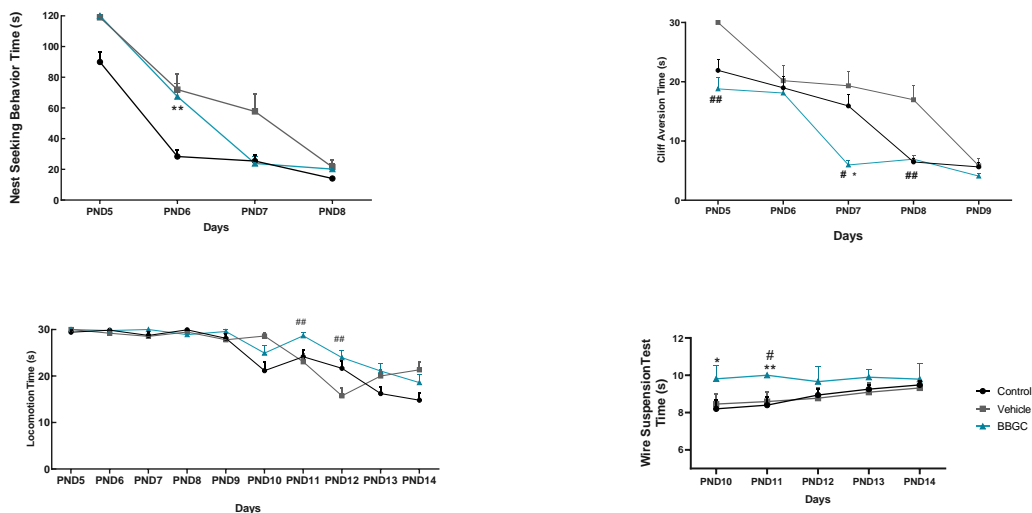 Nest Seeking Behavior Time (s)
120
100
80
60
40
20
0
**
PND5 PND6 PND7 PND8
Days
Cliff Aversion Time (s)
30
20
10
0
##
# *
##
PND5 PND6 PND7 PND8 PND9
Days
Locomotion Time (s)
30
20
10
0
##
##
PND5 PND6 PND7 PND8 PND9 PND10 PND11 PND12 PND13 PND14
Days
Wire SuspensionTest
Time (s)
12
10
8
6
*
#
**
PND10 PND11 PND12 PND13 PND14
Days
Control
Vehicle
BBGC